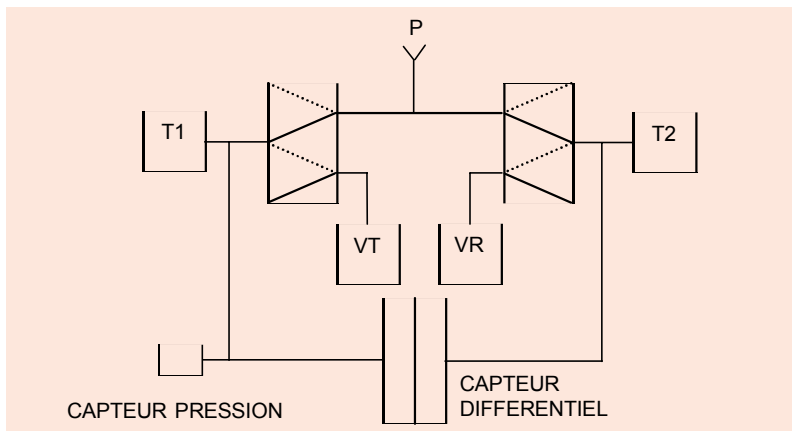 P
T1
T2
VT
VR
CAPTEUR PRESSION
CAPTEUR
DIFFERENTIEL